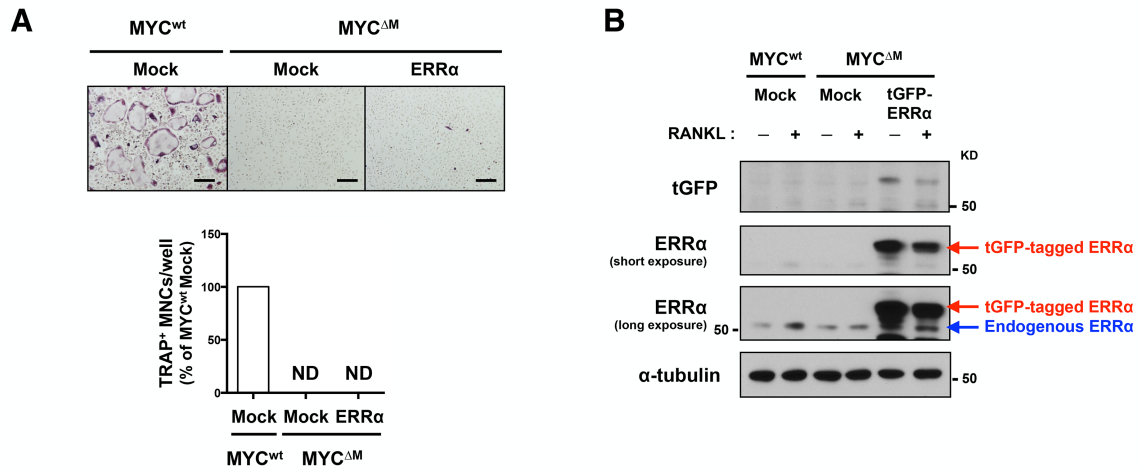 A
MYCwt MYCΔM
Mock Mock ERRα
TRAP+ MNCs/well
(% of MYCwt Mock)
150
100
50
0
ND ND
Mock Mock ERRα
MYCwt MYCΔM
B
MYCwt MYCΔM
Mock Mock tGFP-
ERRα
RANKL : − + − + − +
KD
tGFP
50
ERRα
(short exposure)
tGFP-tagged ERRα
50
ERRα
(long exposure)
tGFP-tagged ERRα
50
Endogenous ERRα
α-tubulin
50